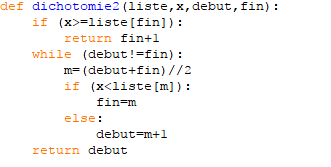 def dichotomie2(liste,x,debut,fin):
    if (x>=liste[fin]):
        return fin+1
    while (debut!=fin):
        m=(debut+fin)//2
        if (x<liste[m]):
            fin=m
        else:
            debut=m+1
    return debut